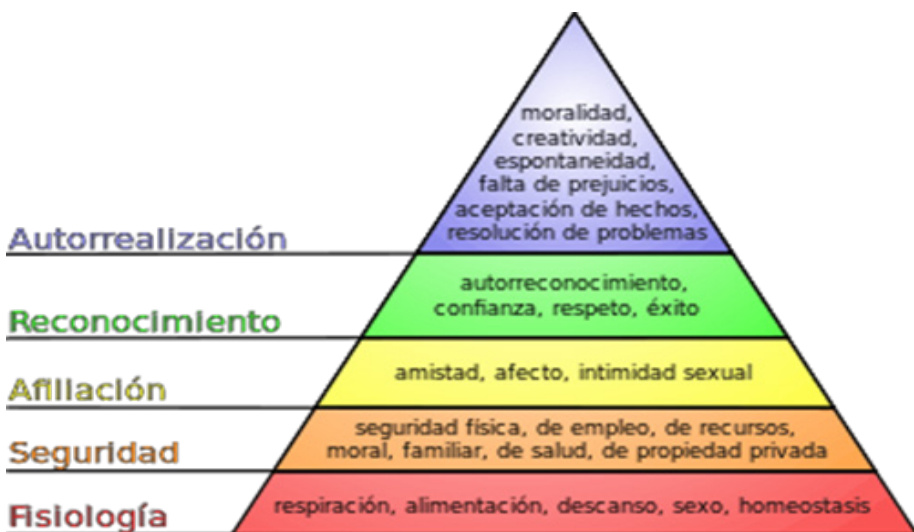 moralidad,
creatividad,
espontaneidad,
falta de prejuicios,
aceptación de hechos,
resolución de problemas
Autorrealización
autorreconocimiento,
confianza, respeto, éxito
Reconocimiento
amistad, afecto, intimidad sexual
Afiliación
seguridad física, de empleo, de recursos,
moral, familiar, de salud, de propiedad privada
Seguridad
respiración, alimentación, descanso, sexo, homeostasis
Fisiología